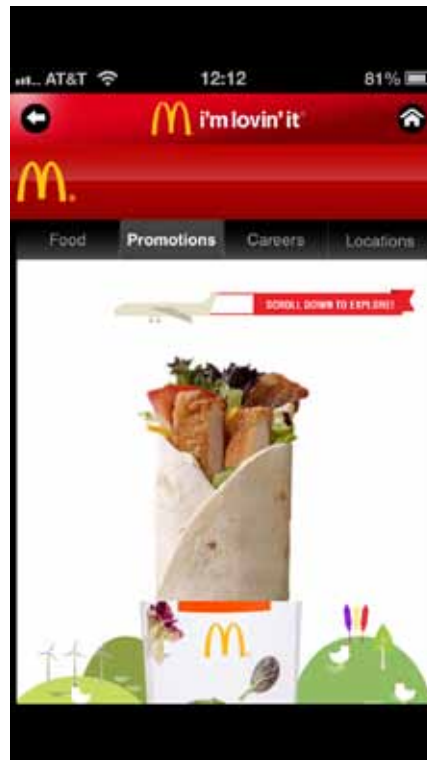 AT&T 12:12 81%
i'm lovin' it
Food Promotions Careers Locations
SCROLL DOWN TO EXPLORE!